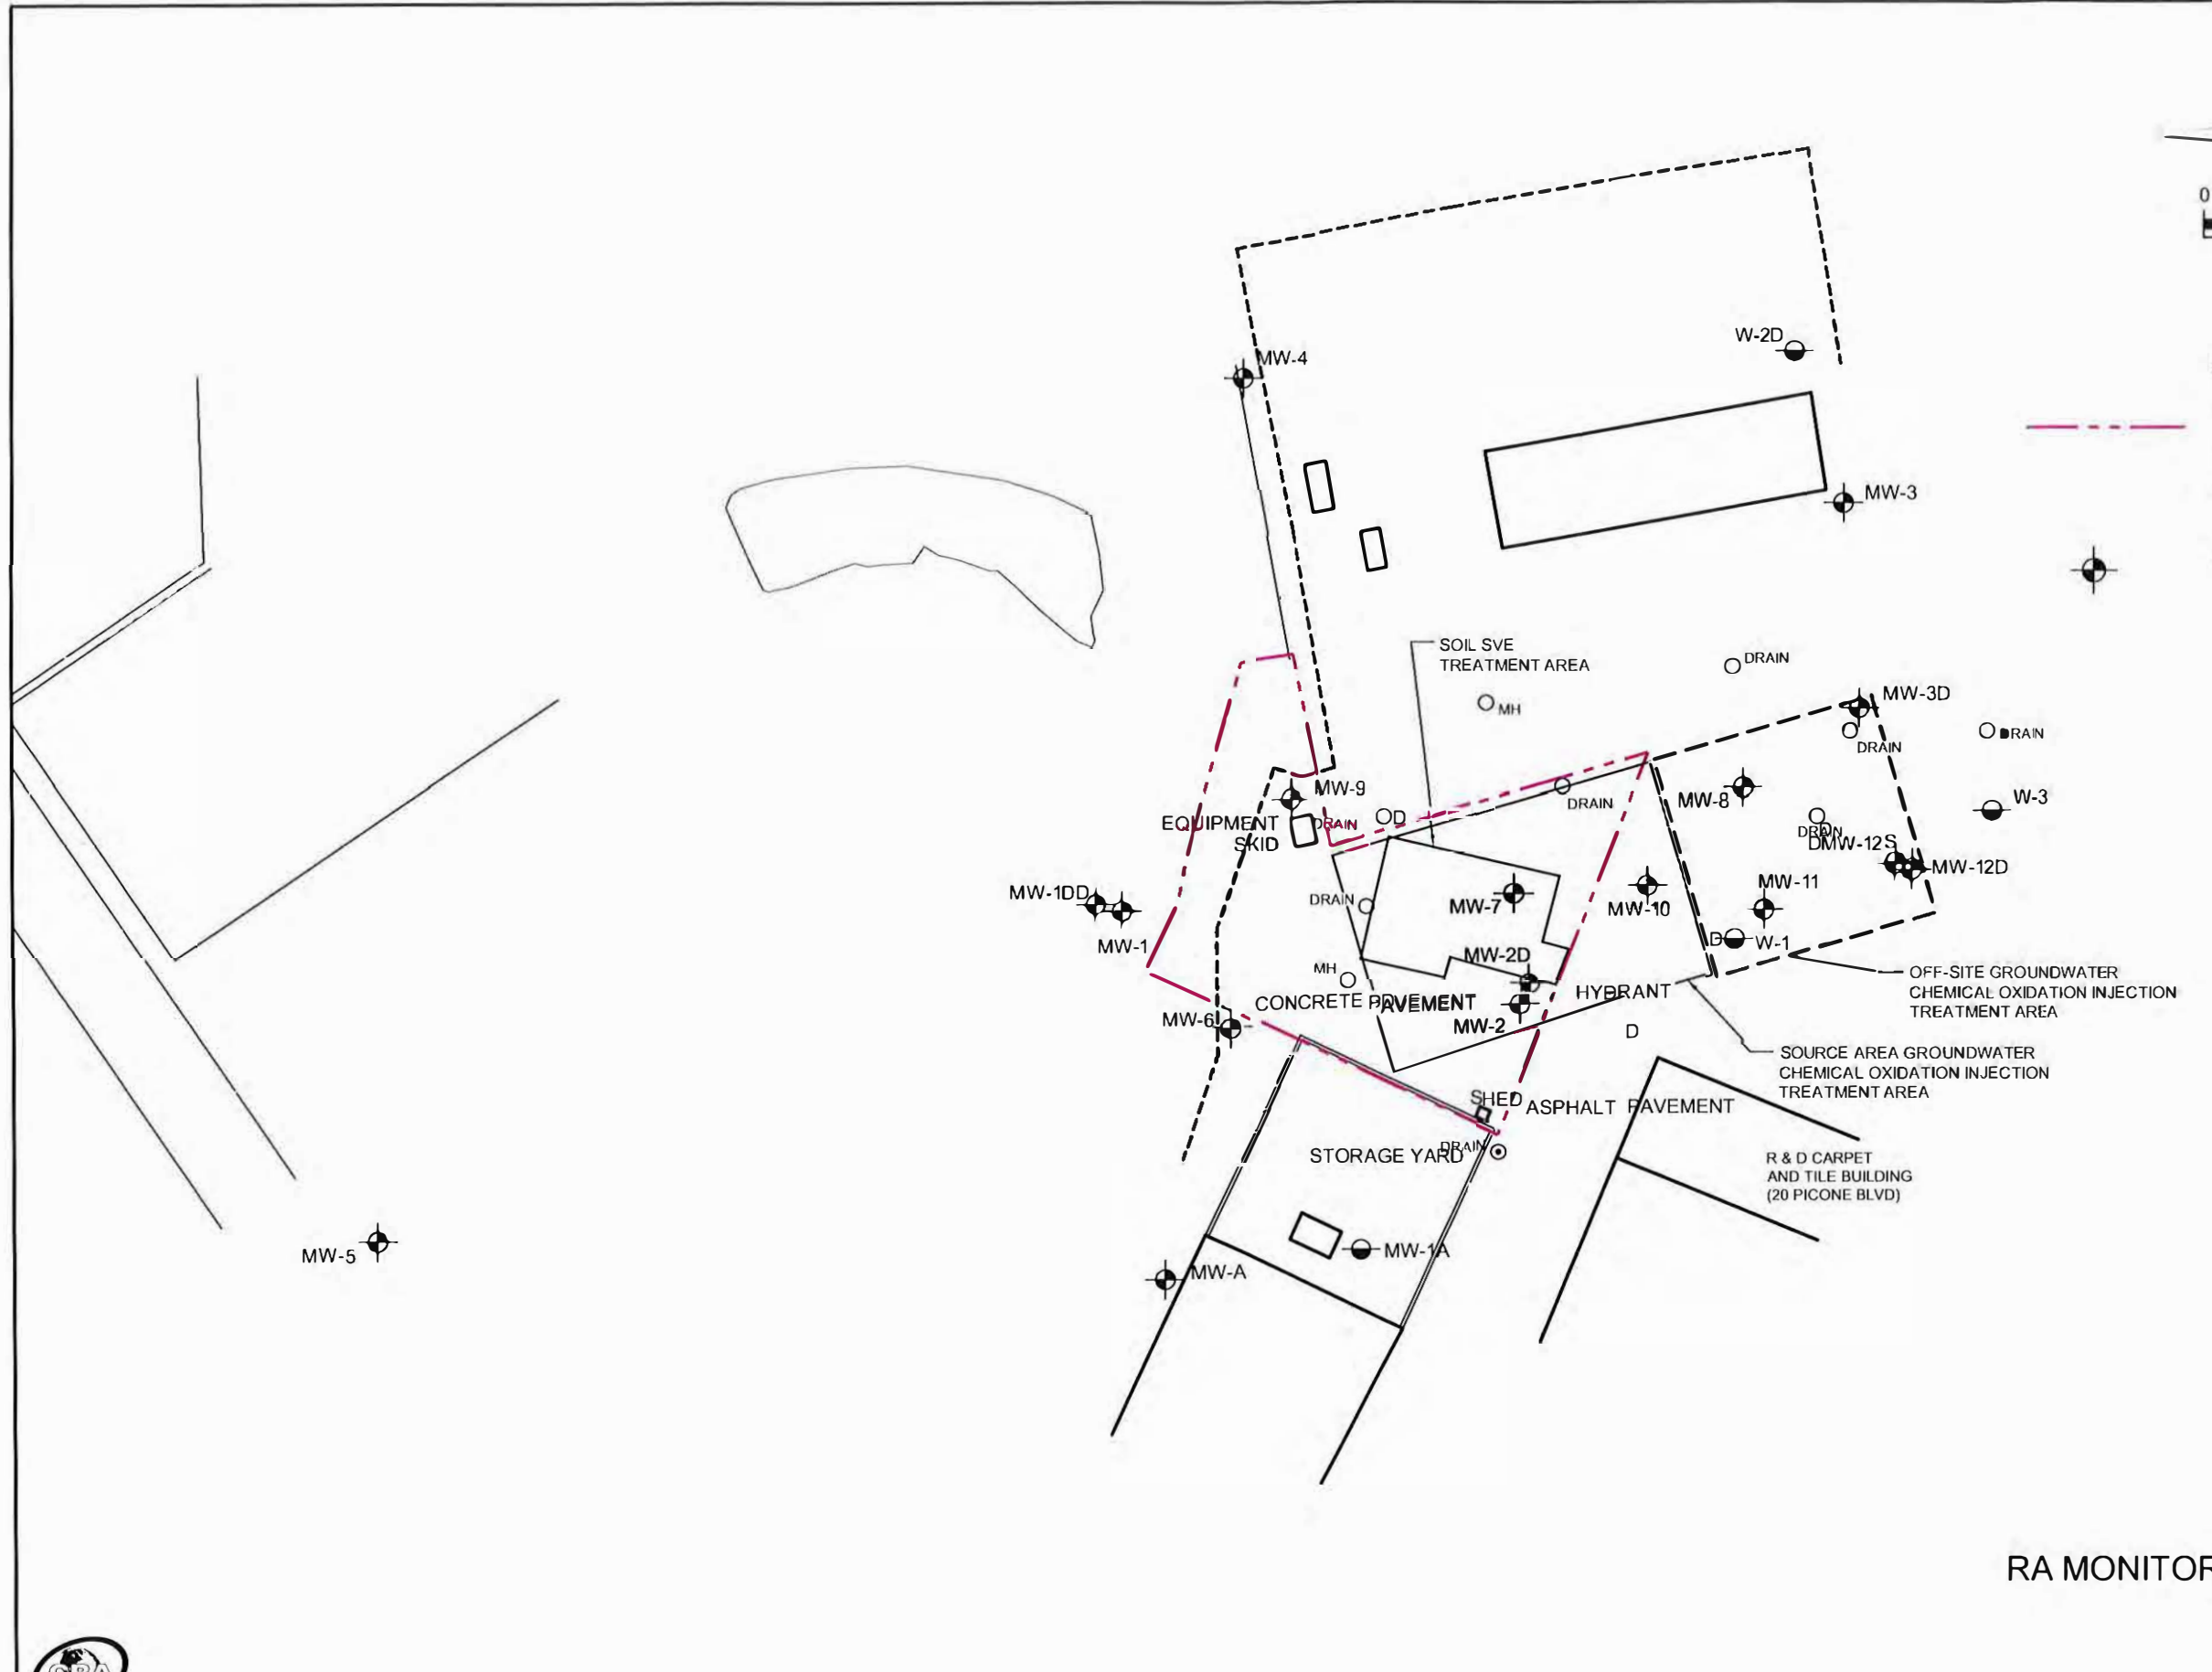 0
W-2D
MW-4
MW-3
SOIL SVE
TREATMENT AREA
DRAIN
MH
MW-3D
DRAIN
DRAIN
MW-9
DRAIN
MW-8
W-3
EQUIPMENT
SKID
DRAIN
D
DRAIN
D
DMW-12S
MW-12D
MW-1DD
MW-1
DRAIN
MW-7
MW-10
MW-11
D
W-1
MW-2D
MH
CONCRETE PAVEMENT
PAVEMENT
HYDRANT
MW-6
MW-2
D
OFF-SITE GROUNDWATER
CHEMICAL OXIDATION INJECTION
TREATMENT AREA
SOURCE AREA GROUNDWATER
CHEMICAL OXIDATION INJECTION
TREATMENT AREA
SHED
ASPHALT PAVEMENT
STORAGE YARD
DRAIN
R & D CARPET
AND TILE BUILDING
(20 PICONE BLVD)
MW-5
MW-1A
MW-A
RA MONITOR
CRA